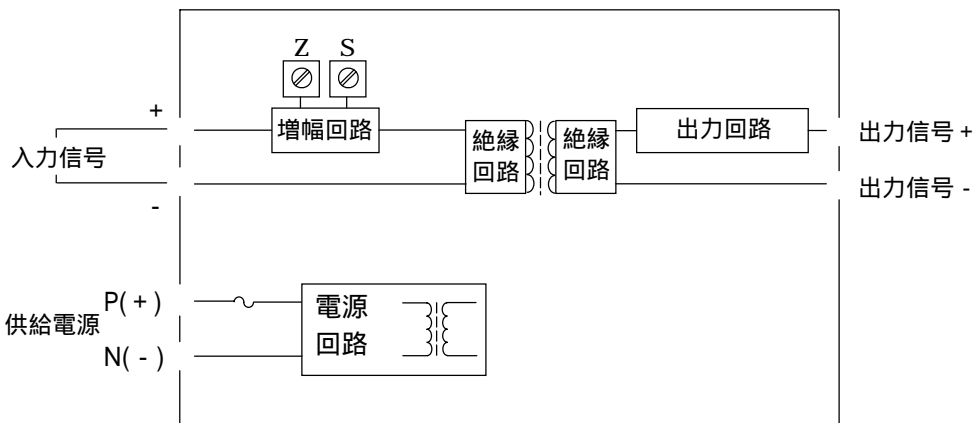 Z S
+
増幅回路
絶縁
回路
絶縁
回路
出力回路
出力信号 +
入力信号
出力信号 -
-
P( + )
供給電源
N( - )
電源
回路